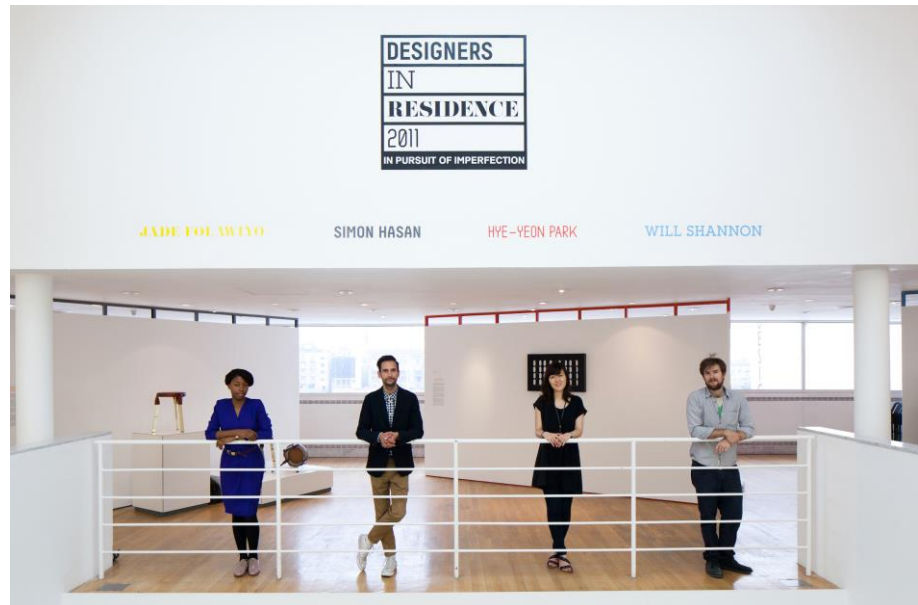 DESIGNERS
IN
RESIDENCE
2011
IN PURSUIT OF IMPERFECTION
JADE FOLAWIYO SIMON HASAN HYE-YEON PARK WILL SHANNON